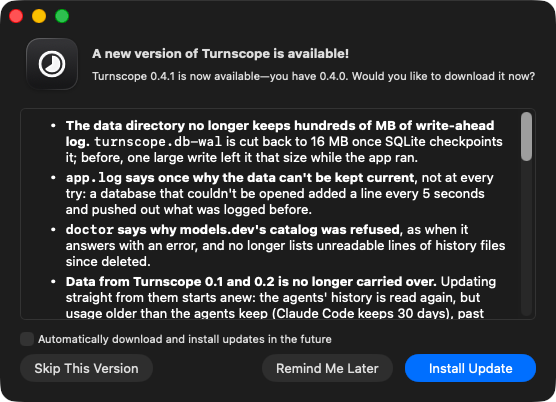 A new version of Turnscope is available!
Turnscope 0.4.1 is now available—you have 0.4.0. Would you like to download it now?
• The data directory no longer keeps hundreds of MB of write-ahead
log. turnscope.db-wal is cut back to 16 MB once SQLite checkpoints
it; before, one large write left it that size while the app ran.
• app.log says once why the data can't be kept current, not at every
try: a database that couldn't be opened added a line every 5 seconds
and pushed out what was logged before.
• doctor says why models.dev's catalog was refused, as when it
answers with an error, and no longer lists unreadable lines of history files
since deleted.
• Data from Turnscope 0.1 and 0.2 is no longer carried over. Updating
straight from them starts anew: the agents' history is read again, but
usage older than the agents keep (Claude Code keeps 30 days), past
Automatically download and install updates in the future
Skip This Version
Remind Me Later
Install Update